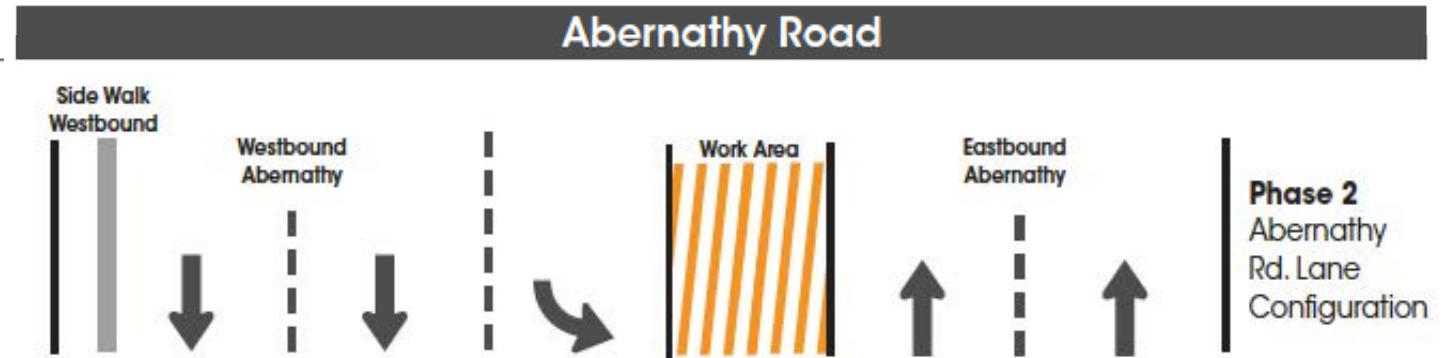 Abernathy Road
Side Walk
Westbound
Westbound
Abernathy
Work Area
Eastbound
Abernathy
Phase 2
Abernathy
Rd. Lane
Configuration